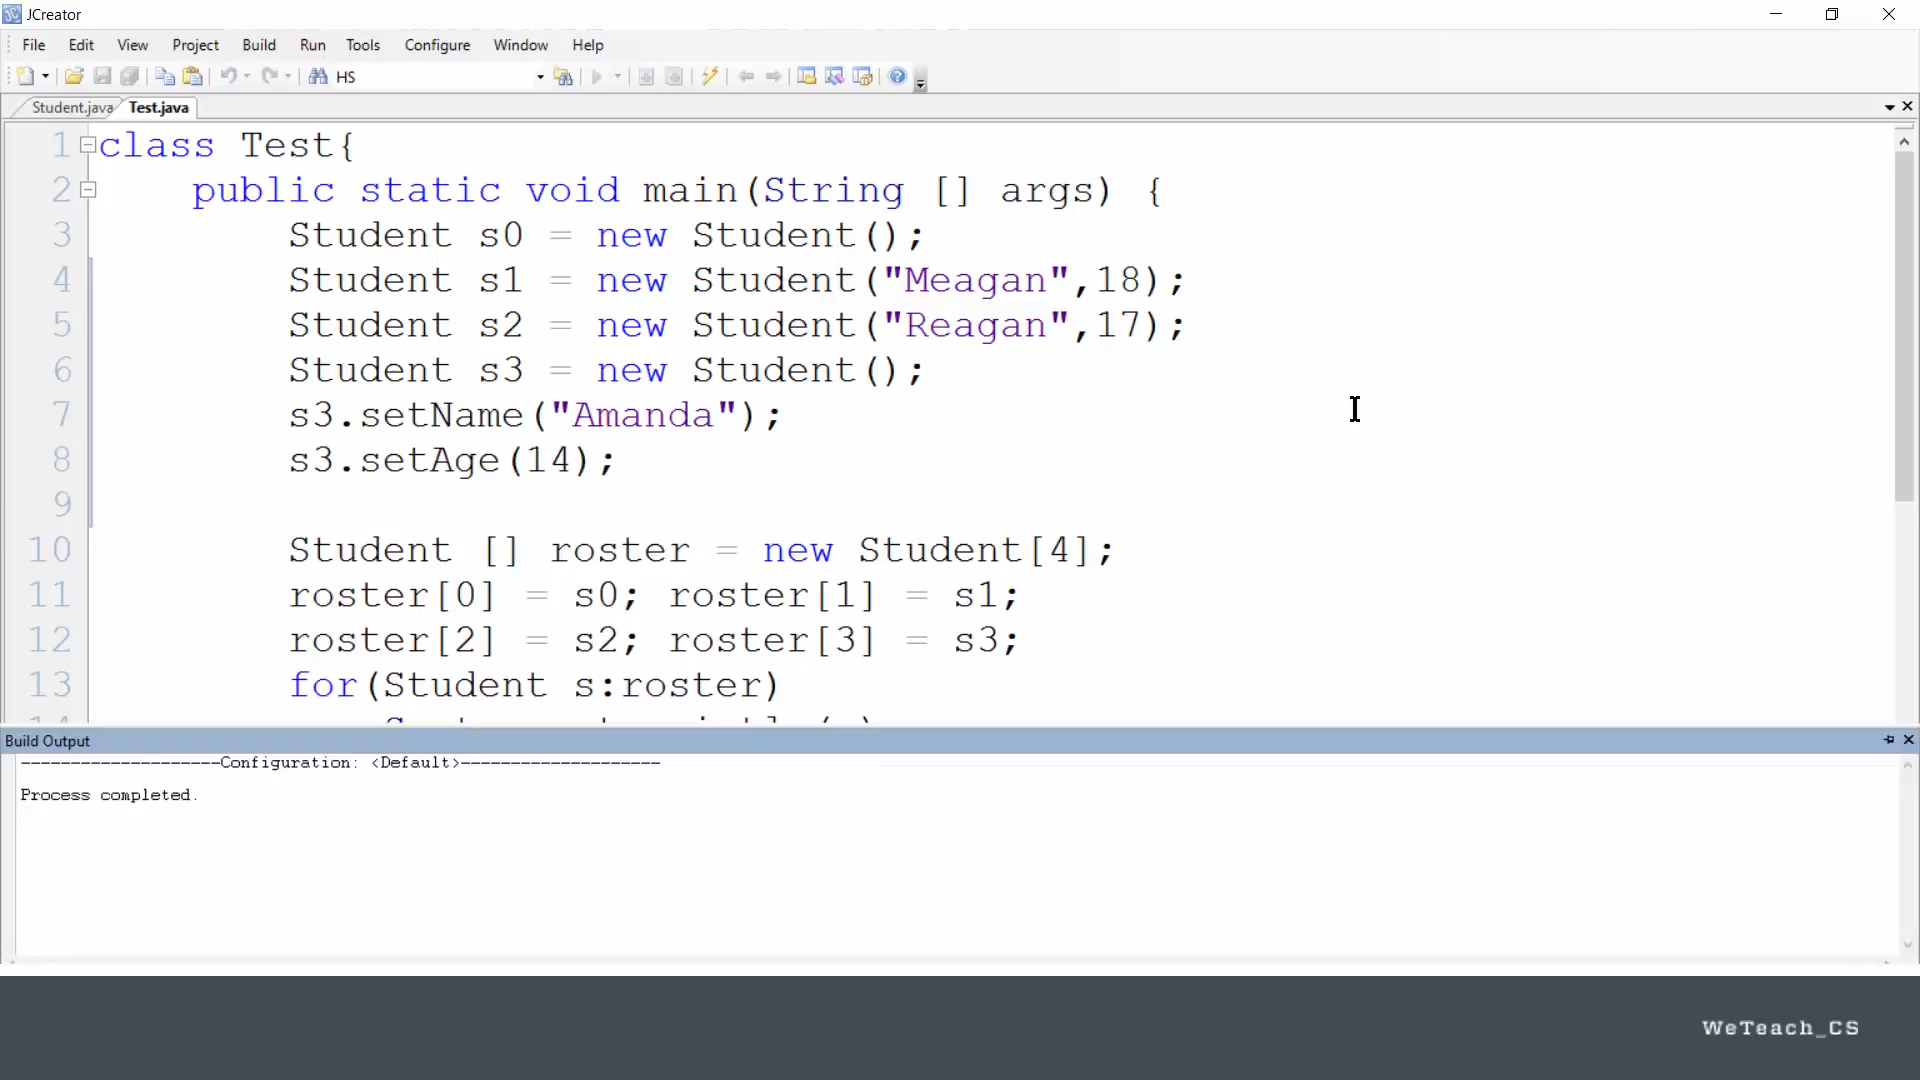 JCreator
File Edit View Project Build Run Tools Configure Window Help
HS
Student.java Test.java
1 class Test{
2 public static void main(String [] args) {
3 Student s0 = new Student();
4 Student s1 = new Student("Meagan",18);
5 Student s2 = new Student("Reagan",17);
6 Student s3 = new Student();
7 s3.setName("Amanda");
8 s3.setAge(14);
9
10 Student [] roster = new Student[4];
11 roster[0] = s0; roster[1] = s1;
12 roster[2] = s2; roster[3] = s3;
13 for(Student s:roster)
Build Output
--------------------Configuration: <Default>--------------------
Process completed.
WeTeach_CS